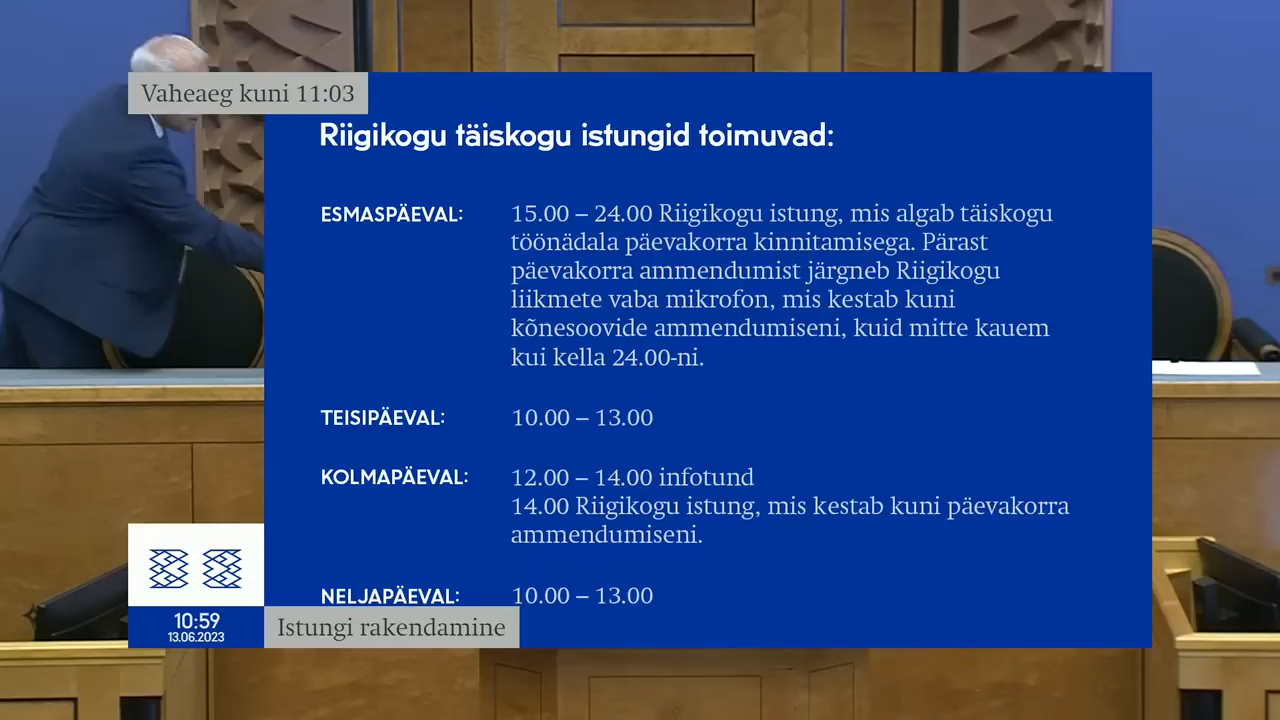 Vaheaeg kuni 11:03
Riigikogu täiskogu istungid toimuvad:
ESMASPÄEVAL:
15.00 – 24.00 Riigikogu istung, mis algab täiskogu
töönädala päevakorra kinnitamisega. Pärast
päevakorra ammendumist järgneb Riigikogu
liikmete vaba mikrofon, mis kestab kuni
kõnesoovide ammendumiseni, kuid mitte kauem
kui kella 24.00-ni.
TEISIPÄEVAL: 10.00 – 13.00
KOLMAPÄEVAL: 12.00 – 14.00 infotund
14.00 Riigikogu istung, mis kestab kuni päevakorra
ammendumiseni.
NELJAPÄEVAL: 10.00 – 13.00
10:59
13.06.2023
Istungi rakendamine